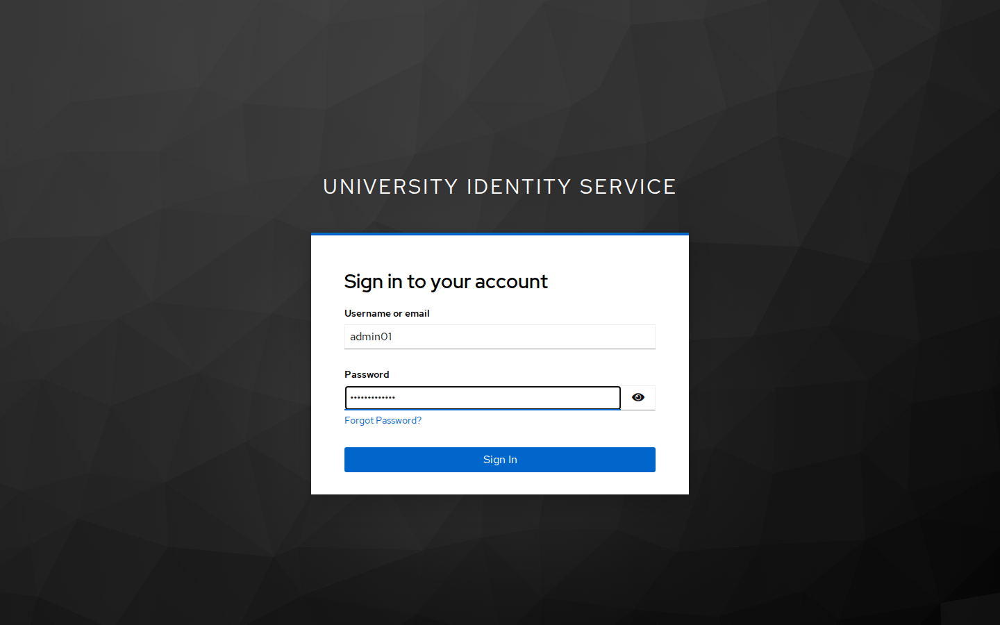 UNIVERSITY IDENTITY SERVICE
Sign in to your account
Username or email
admin01
Password
•••••••••••••
Forgot Password?
Sign In